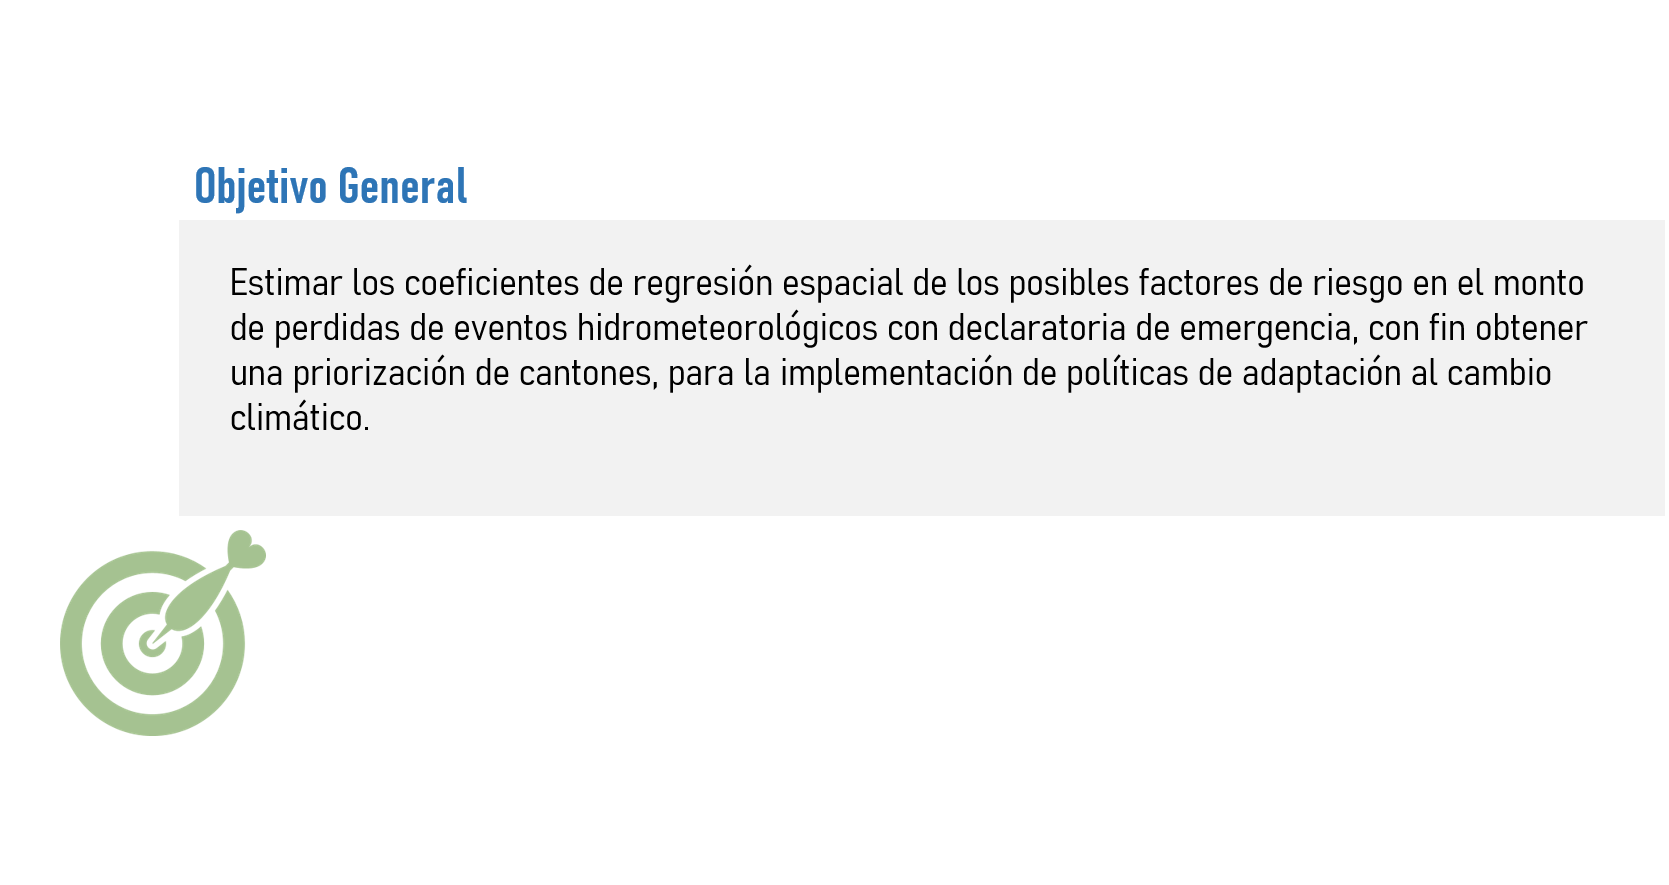 Objetivo General
Estimar los coeficientes de regresión espacial de los posibles factores de riesgo en el monto
de perdidas de eventos hidrometeorológicos con declaratoria de emergencia, con fin obtener
una priorización de cantones, para la implementación de políticas de adaptación al cambio
climático.